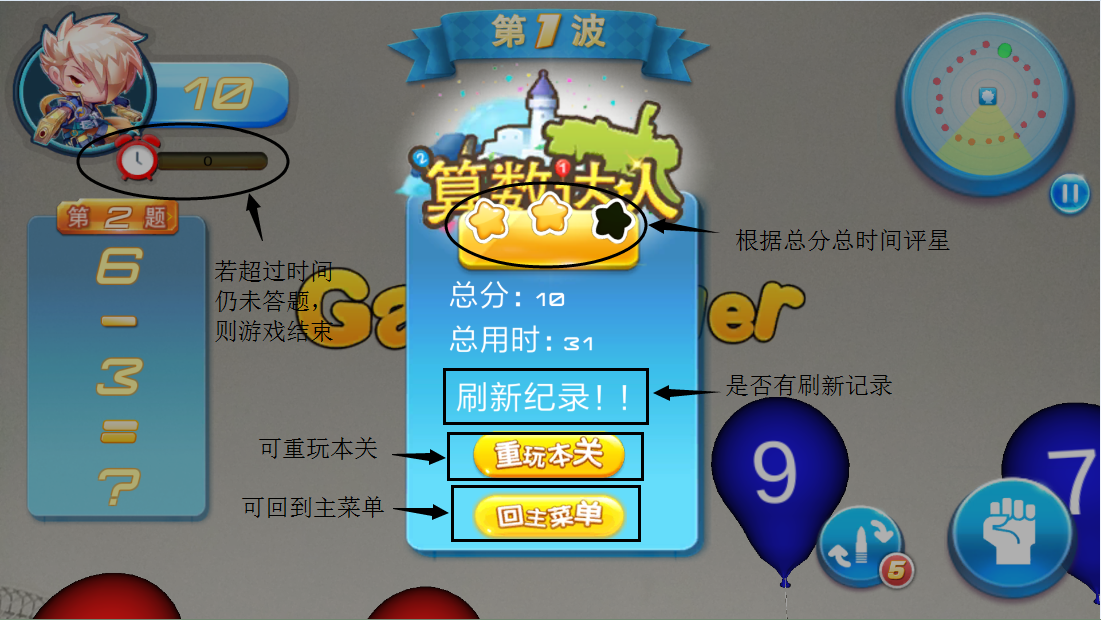 第1波
10
0
第2题
6
-
3
=
?
若超过时间
仍未答题,
则游戏结束
2
1
算数达人
根据总分总时间评星
Ga
er
总分: 10
总用时: 31
刷新纪录!!
是否有刷新记录
可重玩本关
重玩本关
可回到主菜单
回主菜单
9
7
5